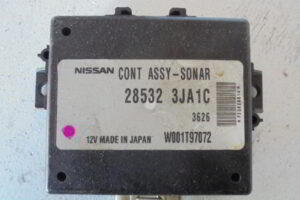 NISSAN CONT ASSY-SONAR
28532 3JA1C
3626
12V MADE IN JAPAN W001T97072